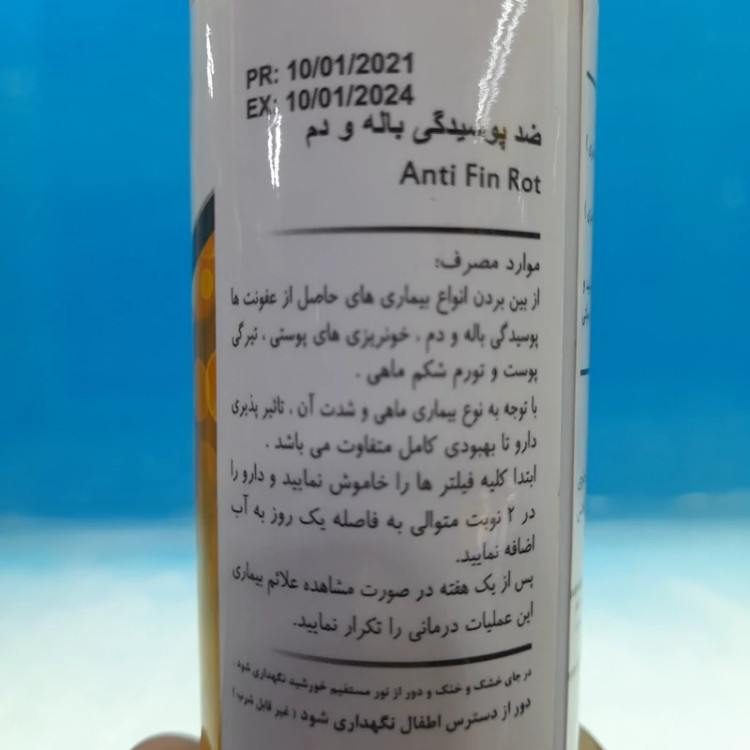 PR: 10/01/2021
EX: 10/01/2024
ضد پوسیدگی باله و دم
Anti Fin Rot
موارد مصرف:
از بین بردن انواع بیماری های حاصل از عفونت ها
پوسیدگی باله و دم ، خونریزی های پوستی ، تیرگی
پوست و تورم شکم ماهی .
با توجه به نوع بیماری ماهی و شدت آن ، تاثیر پذیری
دارو تا بهبودی کامل متفاوت می باشد .
ابتدا کلیه فیلتر ها را خاموش نمایید و دارو را
در ۲ نوبت متوالی به فاصله یک روز به آب
اضافه نمایید.
پس از یک هفته در صورت مشاهده علائم بیماری
این عملیات درمانی را تکرار نمایید.
در جای خشک و خنک و دور از نور مستقیم خورشید نگهداری شود .
دور از دسترس اطفال نگهداری شود ( غیر قابل شرب )